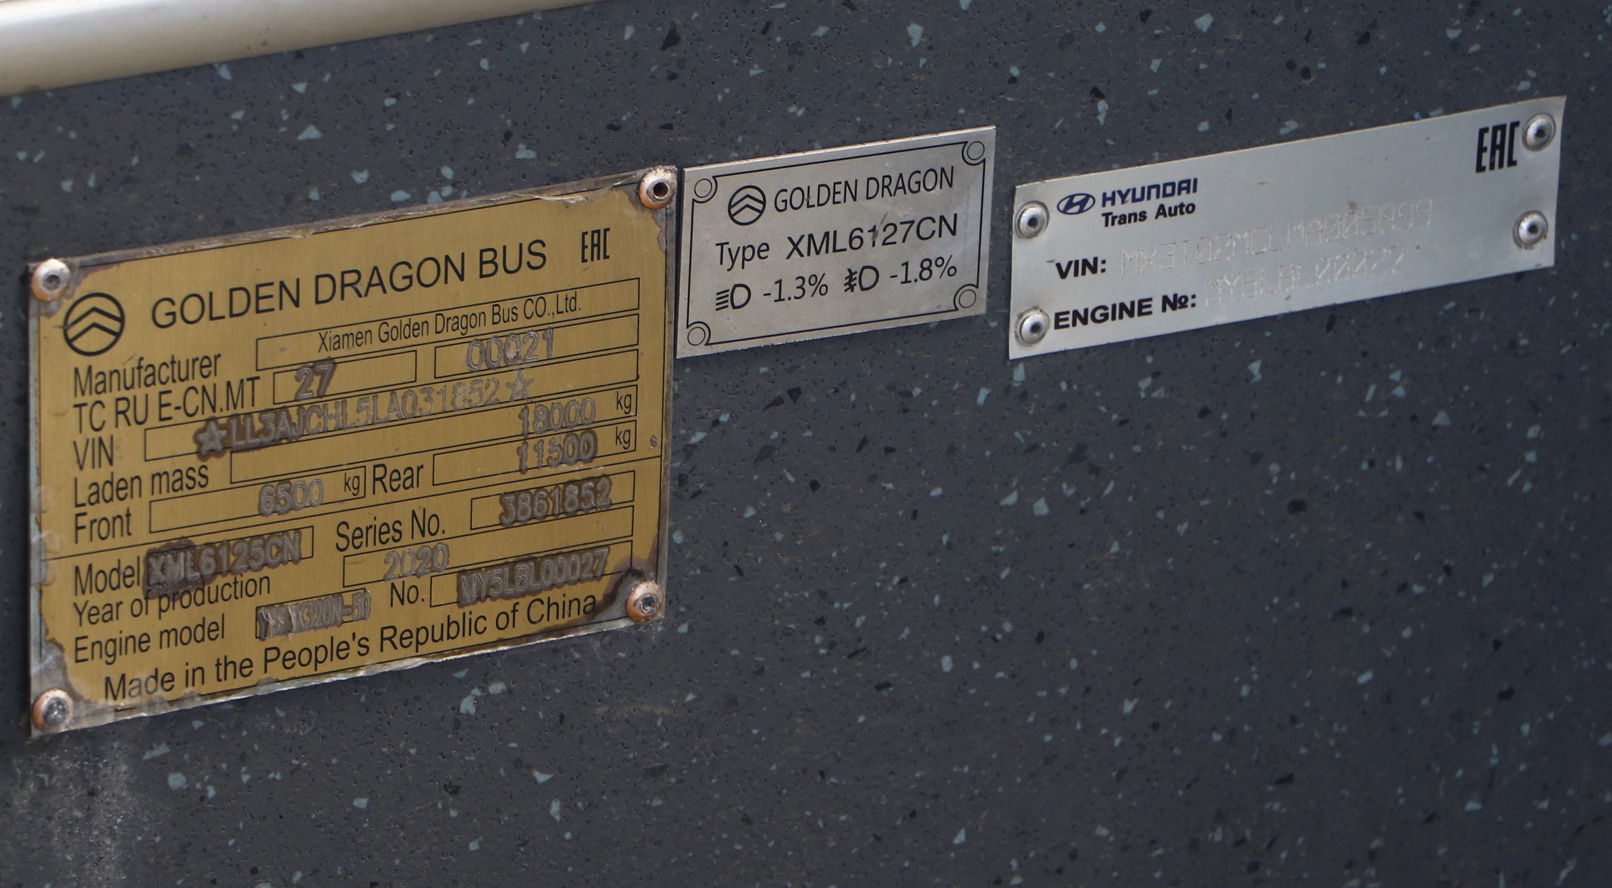 GOLDEN DRAGON BUS EAC
Manufacturer Xiamen Golden Dragon Bus CO.,Ltd.
TC RU E-CN.MT 27 00021
VIN ☆LL3AJCHL5LA031852☆
Laden mass 18000 kg
Front 6500 kg Rear 11500 kg
Model XML6125CN Series No. 3861852
Year of production 2020
Engine model No. MY5LBL00027
Made in the People's Republic of China
GOLDEN DRAGON
Type XML6127CN
-1.3% -1.8%
HYUNDAI EAC
Trans Auto
VIN:
ENGINE №: